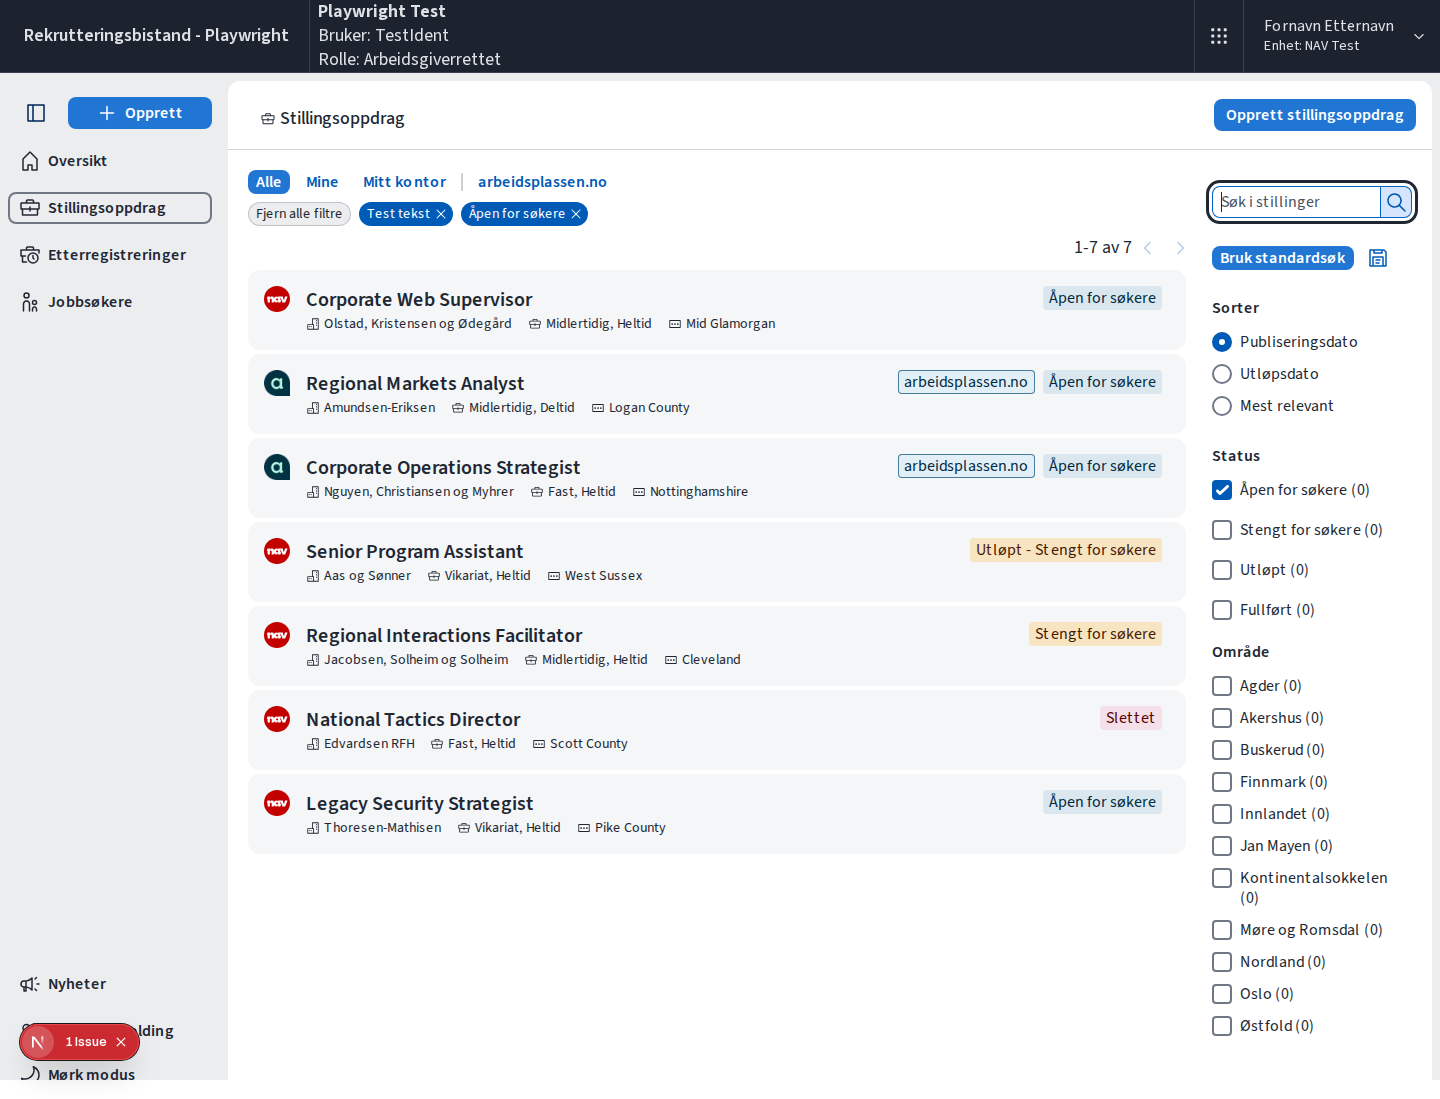 Rekrutteringsbistand - Playwright
Playwright Test
Bruker: TestIdent
Rolle: Arbeidsgiverrettet
Fornavn Etternavn
Enhet: NAV Test
Opprett
Oversikt
Stillingsoppdrag
Etterregistreringer
Jobbsøkere
Nyheter
olding
1 Issue
Mørk modus
Stillingsoppdrag
Opprett stillingsoppdrag
Alle
Mine
Mitt kontor
arbeidsplassen.no
Fjern alle filtre
Test tekst
Åpen for søkere
1-7 av 7
nav
Corporate Web Supervisor
Åpen for søkere
Olstad, Kristensen og Ødegård
Midlertidig, Heltid
Mid Glamorgan
a
Regional Markets Analyst
arbeidsplassen.no
Åpen for søkere
Amundsen-Eriksen
Midlertidig, Deltid
Logan County
a
Corporate Operations Strategist
arbeidsplassen.no
Åpen for søkere
Nguyen, Christiansen og Myhrer
Fast, Heltid
Nottinghamshire
nav
Senior Program Assistant
Utløpt - Stengt for søkere
Aas og Sønner
Vikariat, Heltid
West Sussex
nav
Regional Interactions Facilitator
Stengt for søkere
Jacobsen, Solheim og Solheim
Midlertidig, Heltid
Cleveland
nav
National Tactics Director
Slettet
Edvardsen RFH
Fast, Heltid
Scott County
nav
Legacy Security Strategist
Åpen for søkere
Thoresen-Mathisen
Vikariat, Heltid
Pike County
Søk i stillinger
Bruk standardsøk
Sorter
Publiseringsdato
Utløpsdato
Mest relevant
Status
Åpen for søkere (0)
Stengt for søkere (0)
Utløpt (0)
Fullført (0)
Område
Agder (0)
Akershus (0)
Buskerud (0)
Finnmark (0)
Innlandet (0)
Jan Mayen (0)
Kontinentalsokkelen
(0)
Møre og Romsdal (0)
Nordland (0)
Oslo (0)
Østfold (0)